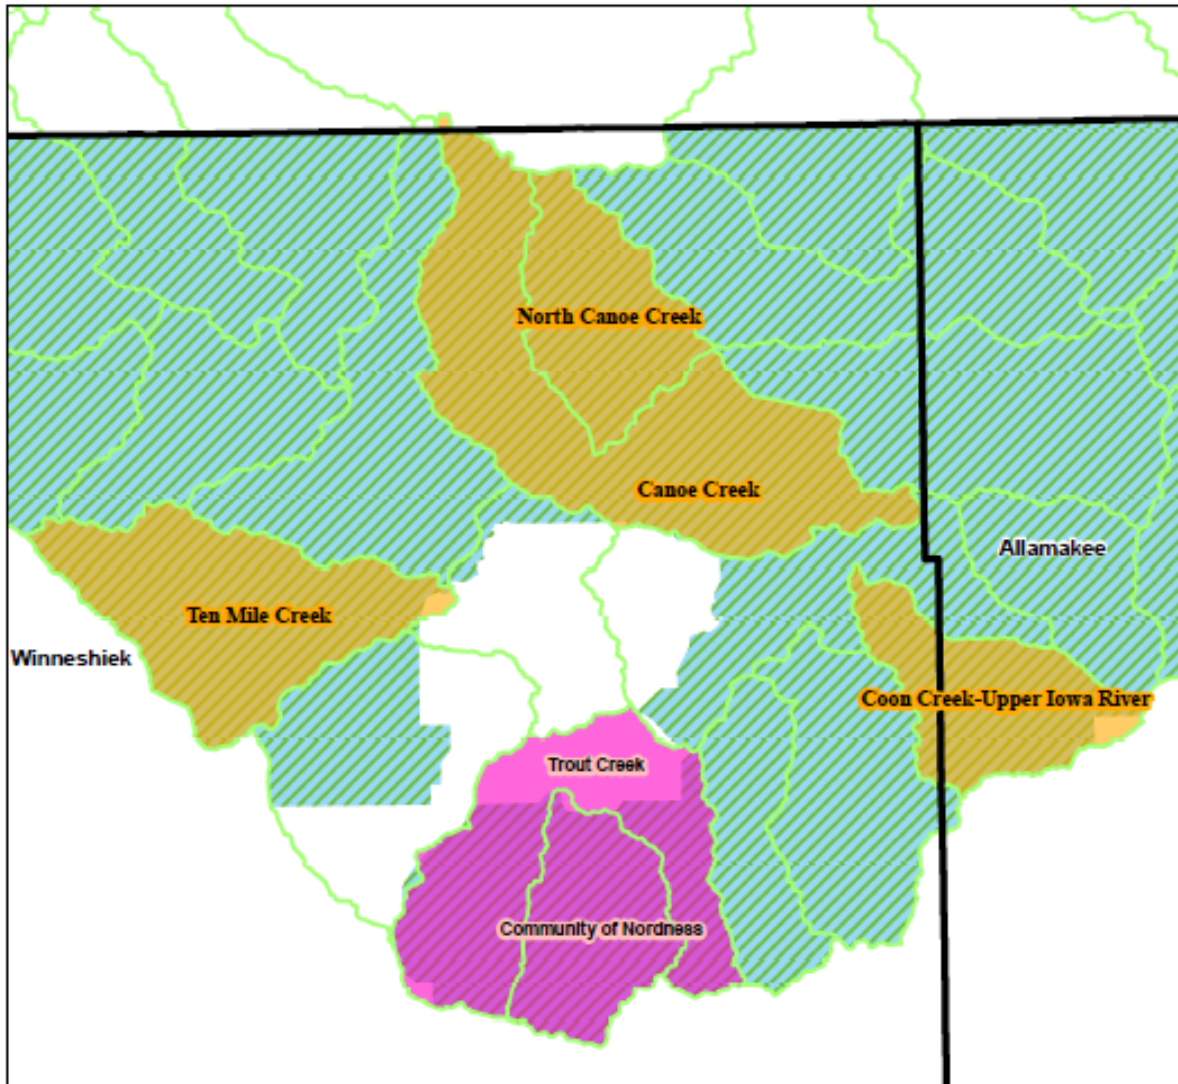 North Canoe Creek
Canoe Creek
Allamakee
Ten Mile Creek
Winneshiek
Coon Creek-Upper Iowa River
Trout Creek
Community of Nordness